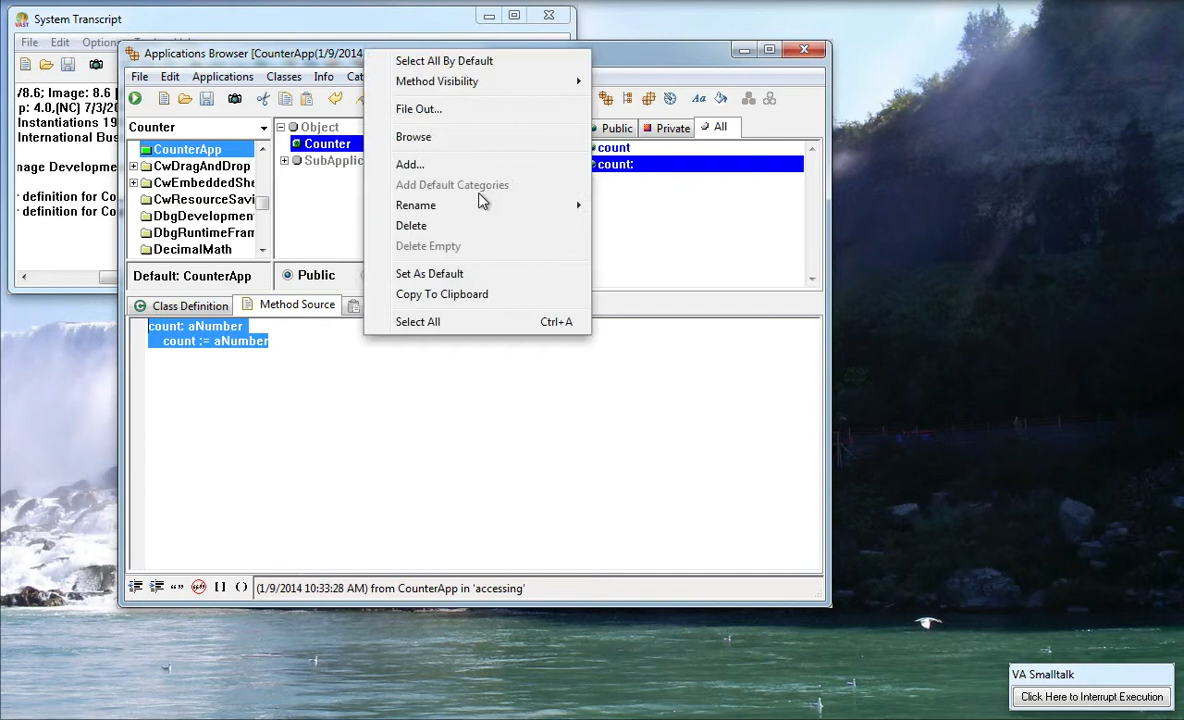 System Transcript
File Edit Options
/8.6; Image: 8.6 [
p: 4.0,[NC] 7/3/20
Instantiations 19
International Bus
nage Developme
definition for Co
definition for Co
Applications Browser [CounterApp(1/9/2014
File Edit Applications Classes Info Cat
Counter
CounterApp
CwDragAndDrop
CwEmbeddedShe
CwResourceSavi
DbgDevelopment
DbgRuntimeFram
DecimalMath
Default: CounterApp
Object
Counter
SubApplic
Public
Select All By Default
Method Visibility
File Out...
Browse
Add...
Add Default Categories
Rename
Delete
Delete Empty
Set As Default
Copy To Clipboard
Select All Ctrl+A
Aa
Public Private All
count
count:
Class Definition Method Source
count: aNumber
count := aNumber
“” [ ] ( ) (1/9/2014 10:33:28 AM) from CounterApp in 'accessing'
VA Smalltalk
Click Here to Interrupt Execution